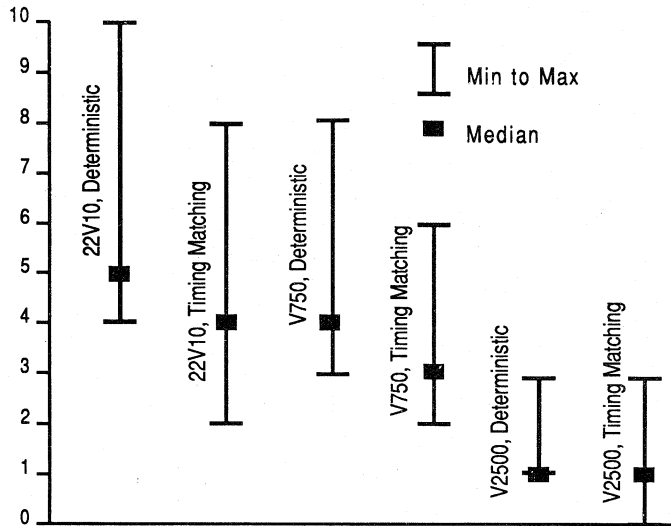 10
9
8
7
6
5
4
3
2
1
0
22V10, Deterministic
22V10, Timing Matching
V750, Deterministic
V750, Timing Matching
V2500, Deterministic
V2500, Timing Matching
Min to Max
Median